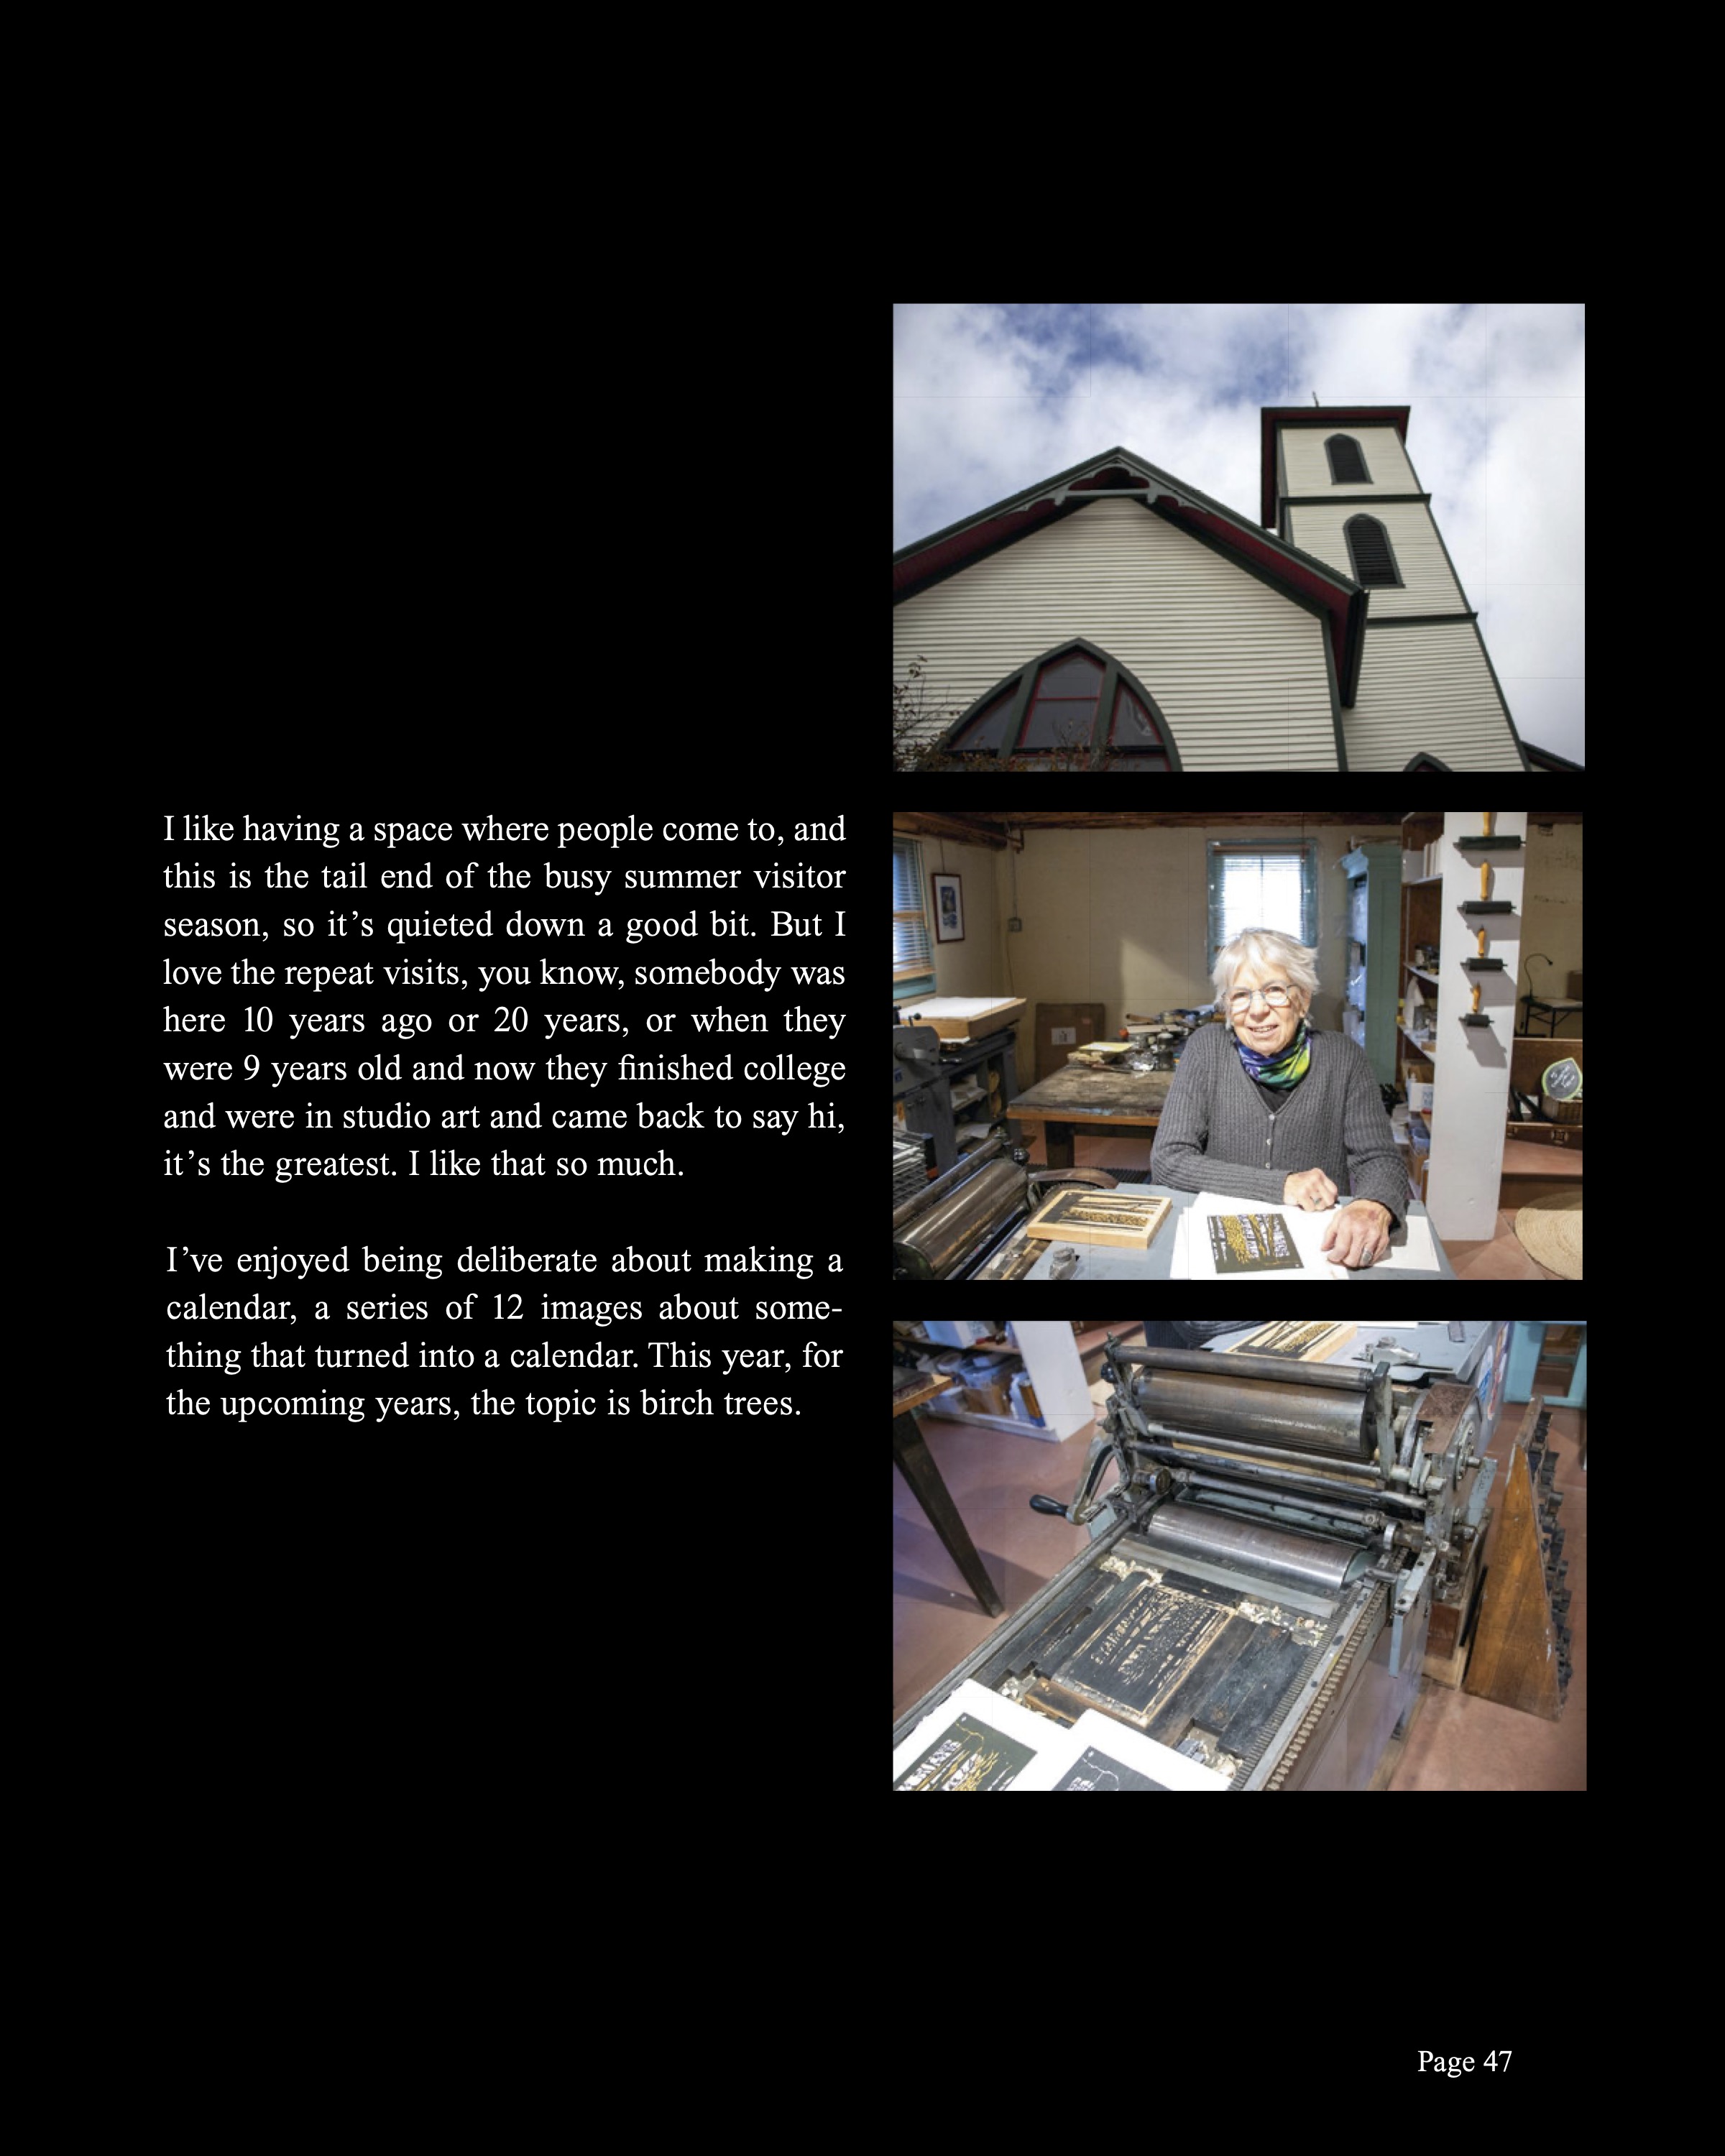 I like having a space where people come to, and
this is the tail end of the busy summer visitor
season, so it’s quieted down a good bit. But I
love the repeat visits, you know, somebody was
here 10 years ago or 20 years, or when they
were 9 years old and now they finished college
and were in studio art and came back to say hi,
it’s the greatest. I like that so much.
I’ve enjoyed being deliberate about making a
calendar, a series of 12 images about some-
thing that turned into a calendar. This year, for
the upcoming years, the topic is birch trees.
Page 47